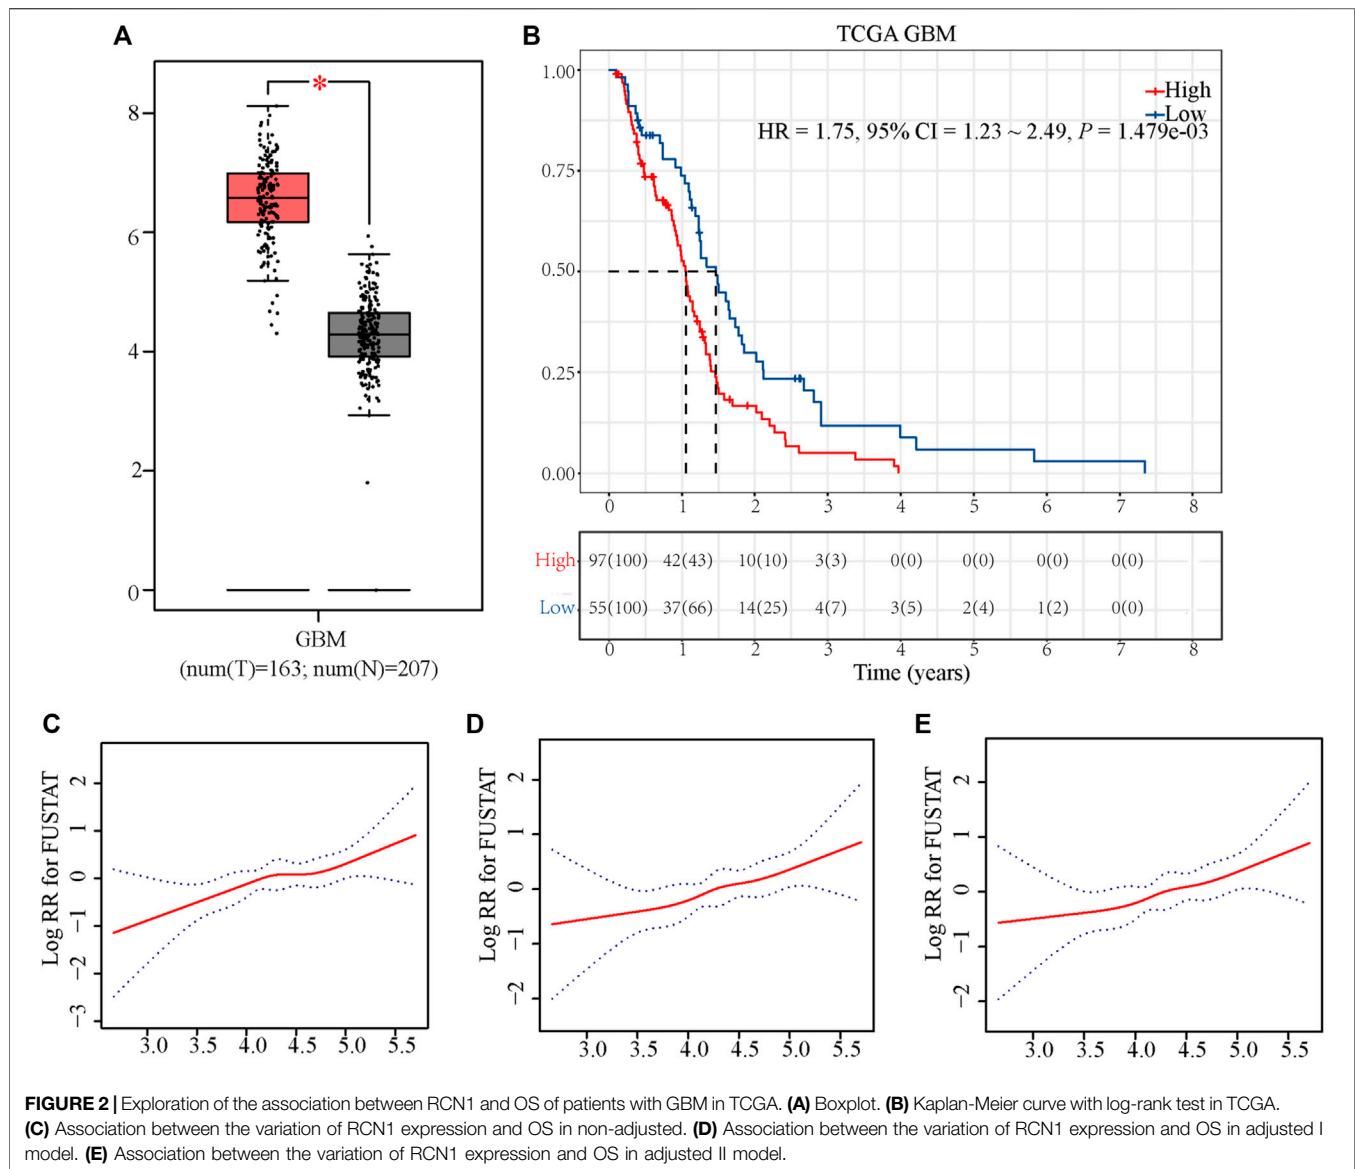 A
8
6
4
2
0
*
GBM
(num(T)=163; num(N)=207)
B
TCGA GBM
High
Low
HR = 1.75, 95% CI = 1.23 ~ 2.49, P = 1.479e-03
1.00
0.75
0.50
0.25
0.00
0 1 2 3 4 5 6 7 8
High 97(100) 42(43) 10(10) 3(3) 0(0) 0(0) 0(0) 0(0)
Low 55(100) 37(66) 14(25) 4(7) 3(5) 2(4) 1(2) 0(0)
0 1 2 3 4 5 6 7 8
Time (years)
C
Log RR for FUSTAT
2
1
0
−1
−2
−3
3.0 3.5 4.0 4.5 5.0 5.5
D
Log RR for FUSTAT
2
1
0
−1
−2
3.0 3.5 4.0 4.5 5.0 5.5
E
Log RR for FUSTAT
2
1
0
−1
−2
3.0 3.5 4.0 4.5 5.0 5.5
FIGURE 2 | Exploration of the association between RCN1 and OS of patients with GBM in TCGA. (A) Boxplot. (B) Kaplan-Meier curve with log-rank test in TCGA.
(C) Association between the variation of RCN1 expression and OS in non-adjusted. (D) Association between the variation of RCN1 expression and OS in adjusted I
model. (E) Association between the variation of RCN1 expression and OS in adjusted II model.